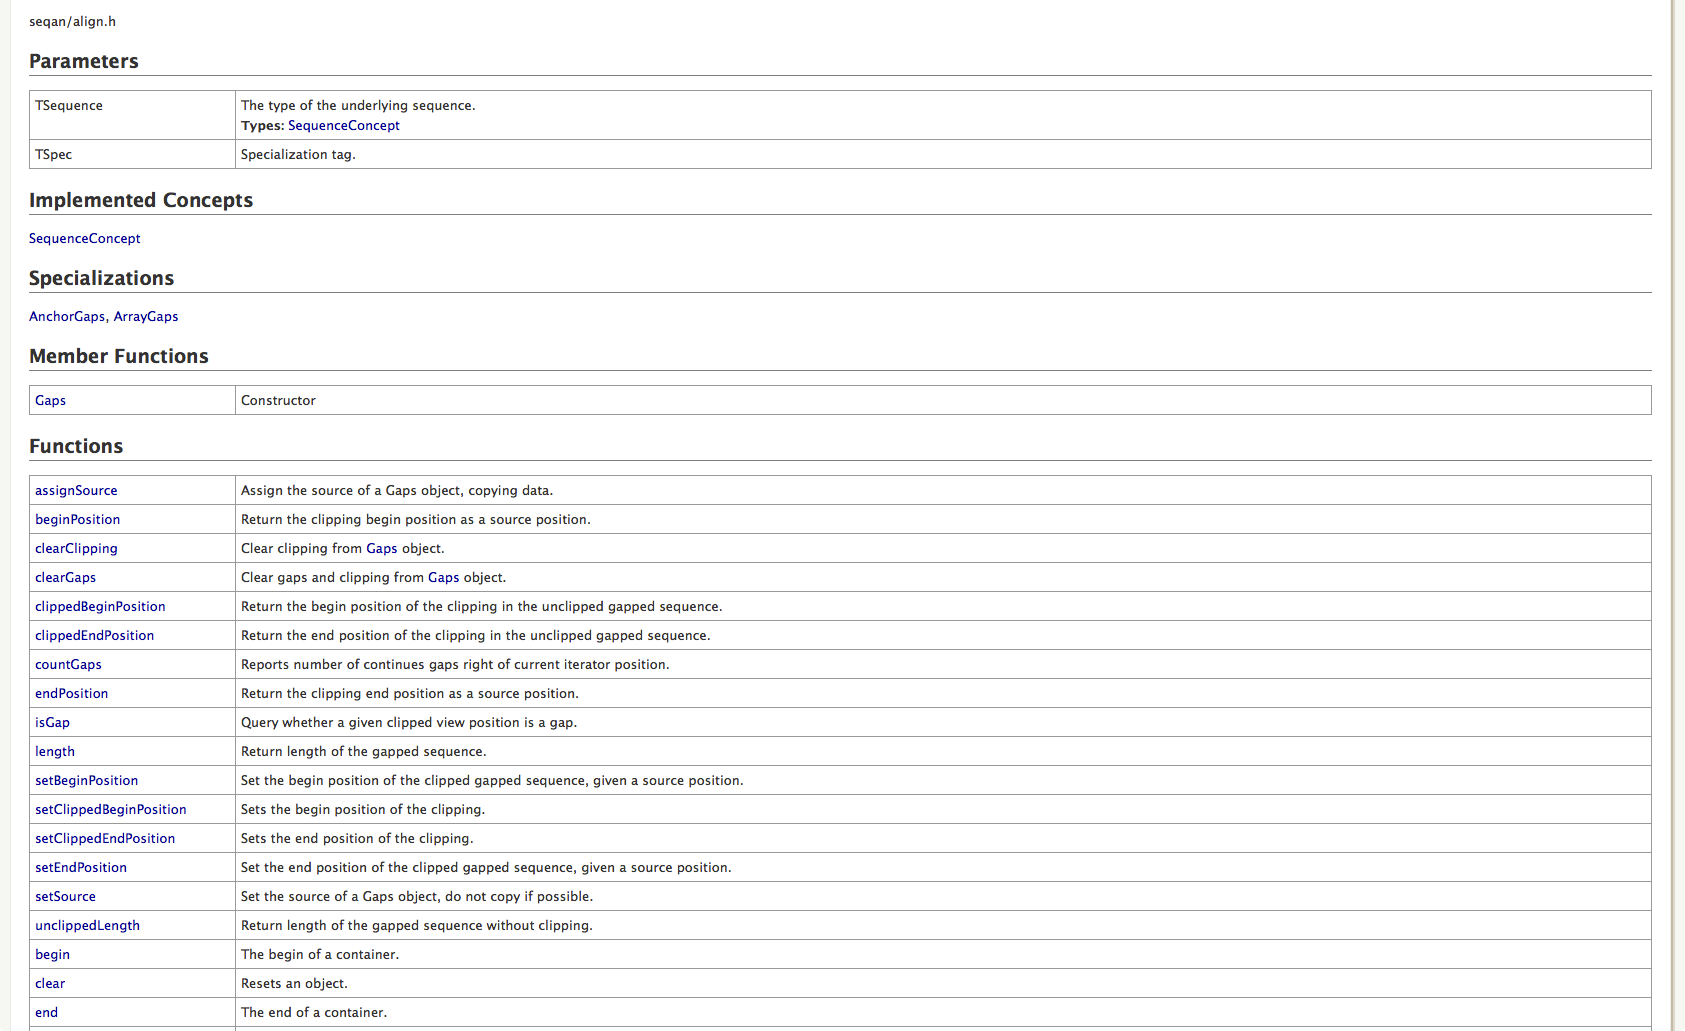 seqan/align.h
Parameters
TSequence The type of the underlying sequence.
Types: SequenceConcept
TSpec Specialization tag.
Implemented Concepts
SequenceConcept
Specializations
AnchorGaps, ArrayGaps
Member Functions
Gaps Constructor
Functions
assignSource Assign the source of a Gaps object, copying data.
beginPosition Return the clipping begin position as a source position.
clearClipping Clear clipping from Gaps object.
clearGaps Clear gaps and clipping from Gaps object.
clippedBeginPosition Return the begin position of the clipping in the unclipped gapped sequence.
clippedEndPosition Return the end position of the clipping in the unclipped gapped sequence.
countGaps Reports number of continues gaps right of current iterator position.
endPosition Return the clipping end position as a source position.
isGap Query whether a given clipped view position is a gap.
length Return length of the gapped sequence.
setBeginPosition Set the begin position of the clipped gapped sequence, given a source position.
setClippedBeginPosition Sets the begin position of the clipping.
setClippedEndPosition Sets the end position of the clipping.
setEndPosition Set the end position of the clipped gapped sequence, given a source position.
setSource Set the source of a Gaps object, do not copy if possible.
unclippedLength Return length of the gapped sequence without clipping.
begin The begin of a container.
clear Resets an object.
end The end of a container.